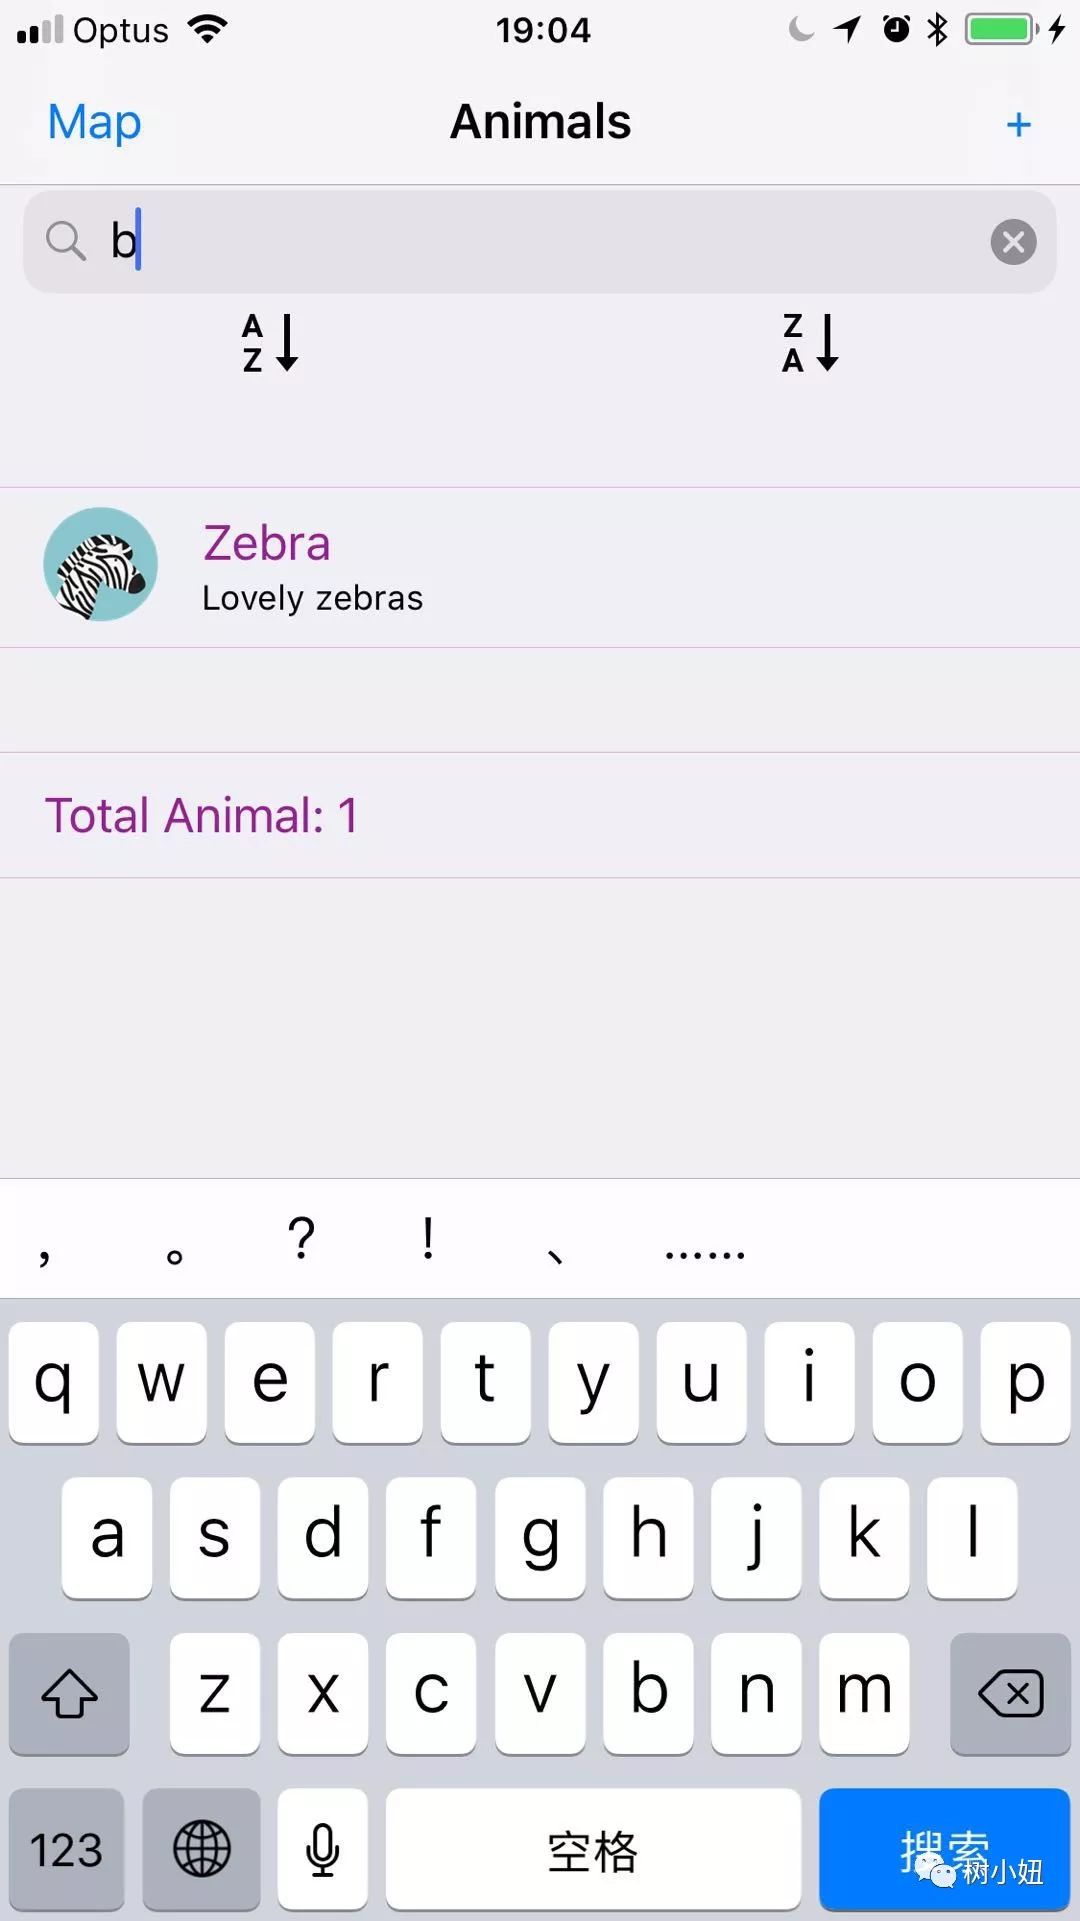 Optus 19:04
Map Animals +
b
A Z Z A
Zebra
Lovely zebras
Total Animal: 1
， 。 ？ ！ 、 ……
q w e r t y u i o p
a s d f g h j k l
z x c v b n m
123 空格 搜索
树小妞